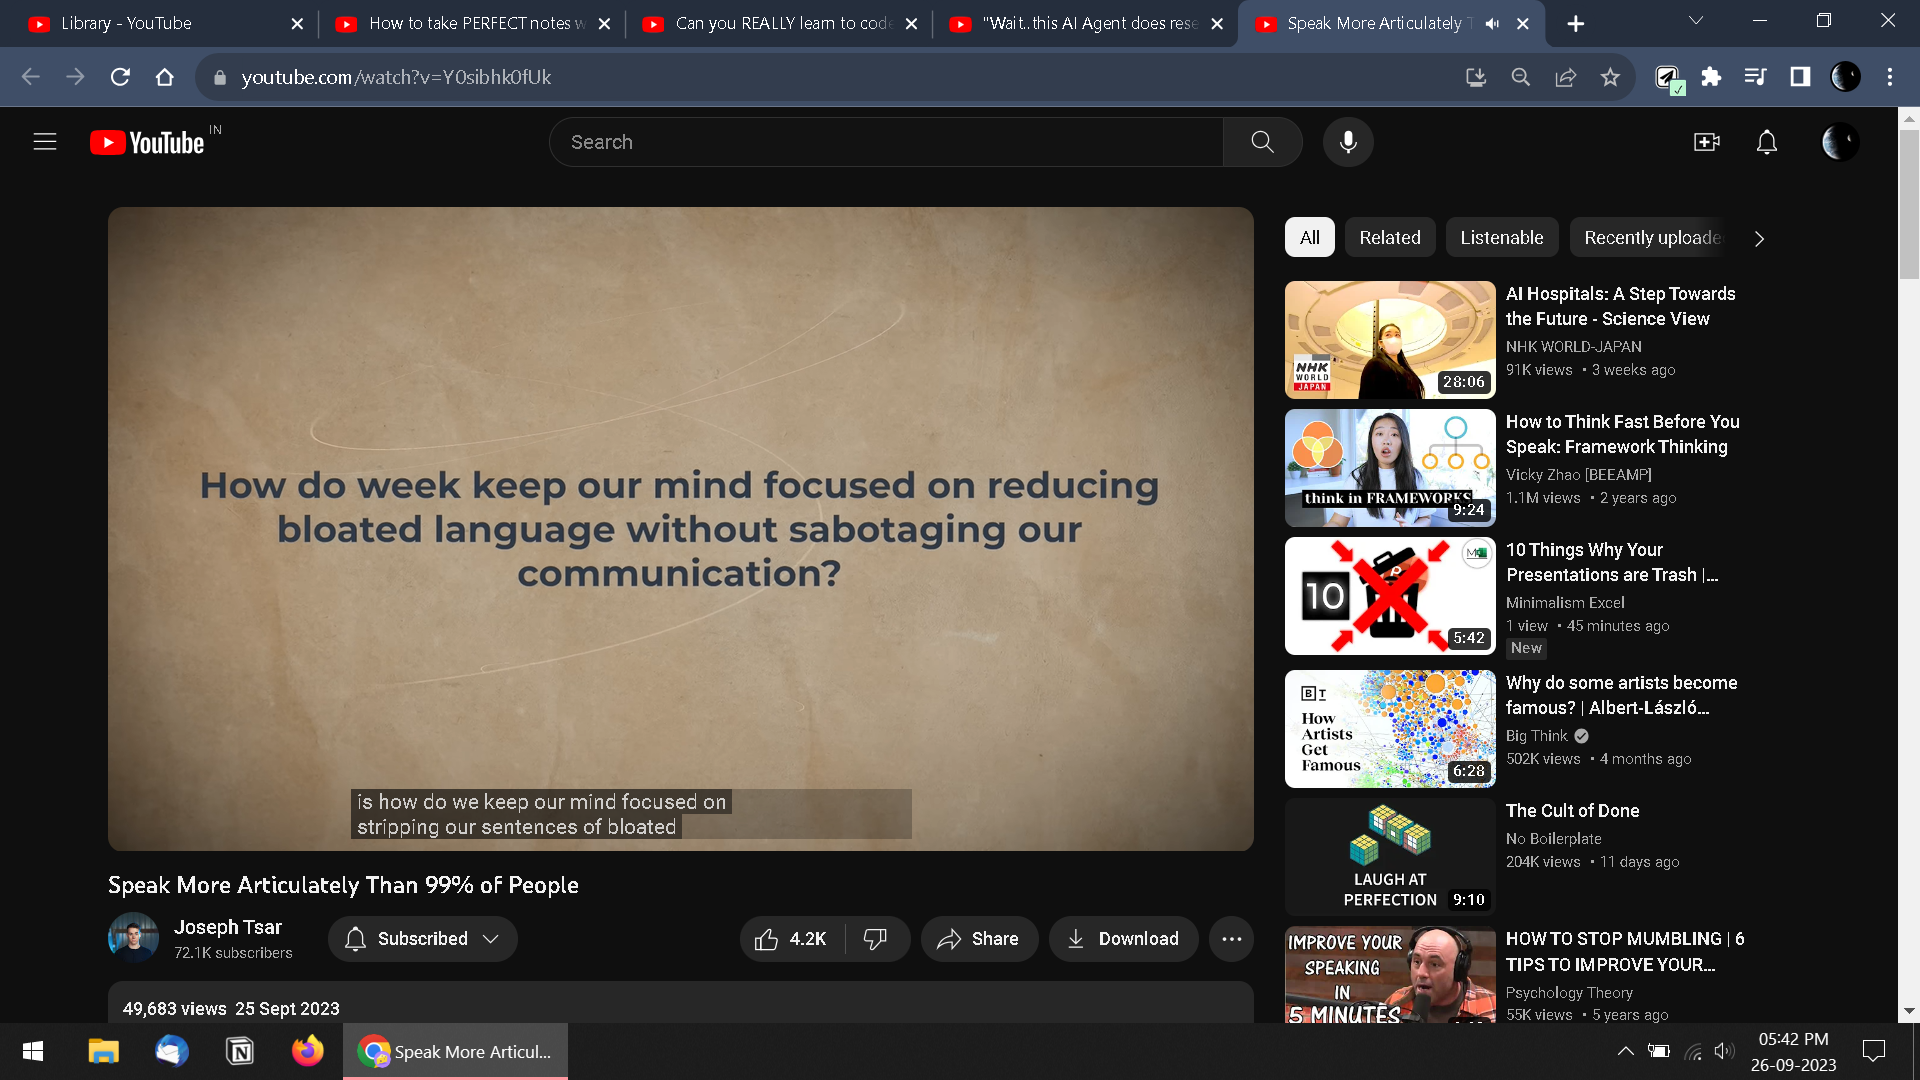 Library - YouTube
How to take PERFECT notes w
Can you REALLY learn to code
"Wait..this AI Agent does rese
Speak More Articulately T
youtube.com/watch?v=Y0sibhk0fUk
YouTube IN
Search
All
Related
Listenable
Recently uploade
How do week keep our mind focused on reducing
bloated language without sabotaging our
communication?
is how do we keep our mind focused on
stripping our sentences of bloated
Speak More Articulately Than 99% of People
Joseph Tsar
72.1K subscribers
Subscribed
4.2K
Share
Download
49,683 views 25 Sept 2023
NHK
WORLD
JAPAN
28:06
AI Hospitals: A Step Towards
the Future - Science View
NHK WORLD-JAPAN
91K views • 3 weeks ago
think in FRAMEWORKS
9:24
How to Think Fast Before You
Speak: Framework Thinking
Vicky Zhao [BEEAMP]
1.1M views • 2 years ago
10
P
5:42
10 Things Why Your
Presentations are Trash |...
Minimalism Excel
1 view • 45 minutes ago
New
B T
How
Artists
Get
Famous
6:28
Why do some artists become
famous? | Albert-László...
Big Think
502K views • 4 months ago
LAUGH AT
PERFECTION
9:10
The Cult of Done
No Boilerplate
204K views • 11 days ago
IMPROVE YOUR
SPEAKING
IN
5 MINUTES
HOW TO STOP MUMBLING | 6
TIPS TO IMPROVE YOUR...
Psychology Theory
55K views • 5 years ago
Speak More Articul...
05:42 PM
26-09-2023